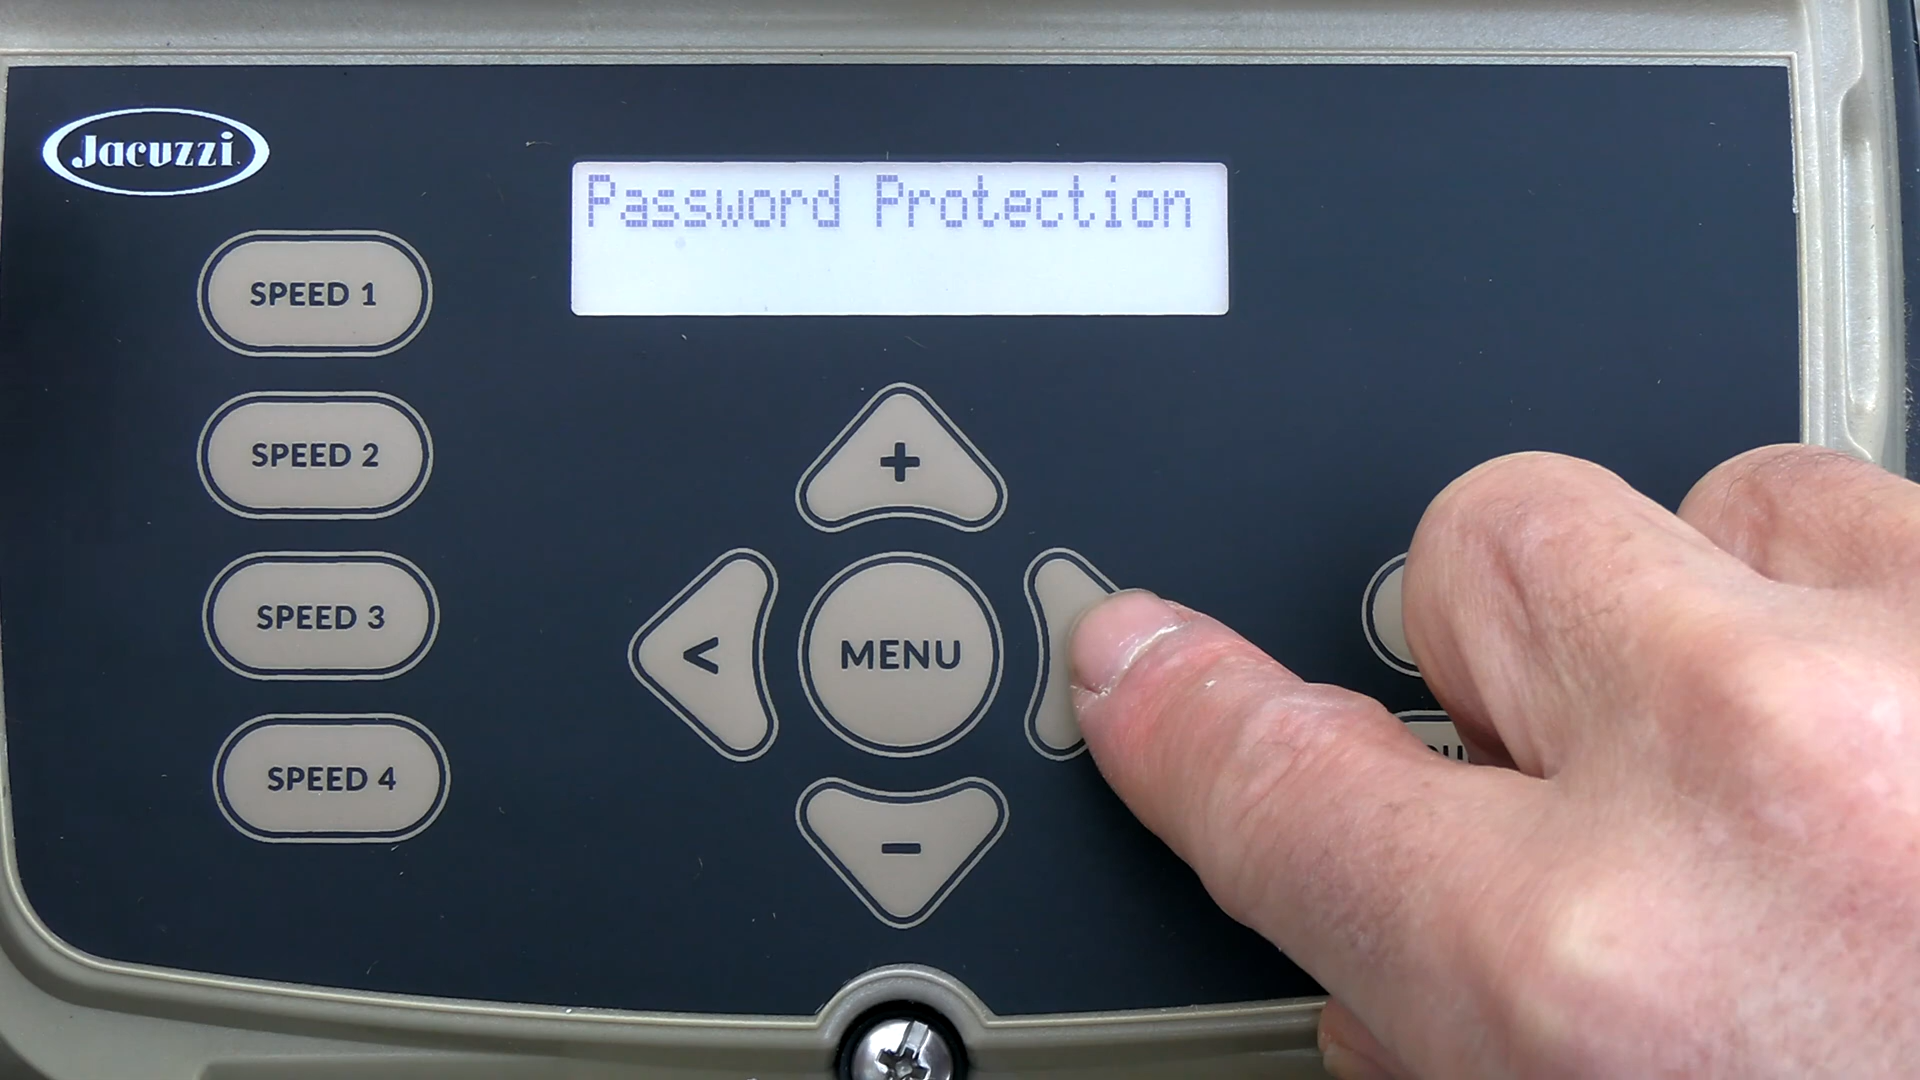 Jacuzzi
Password Protection
SPEED 1
SPEED 2
SPEED 3
SPEED 4
+
<
MENU
-